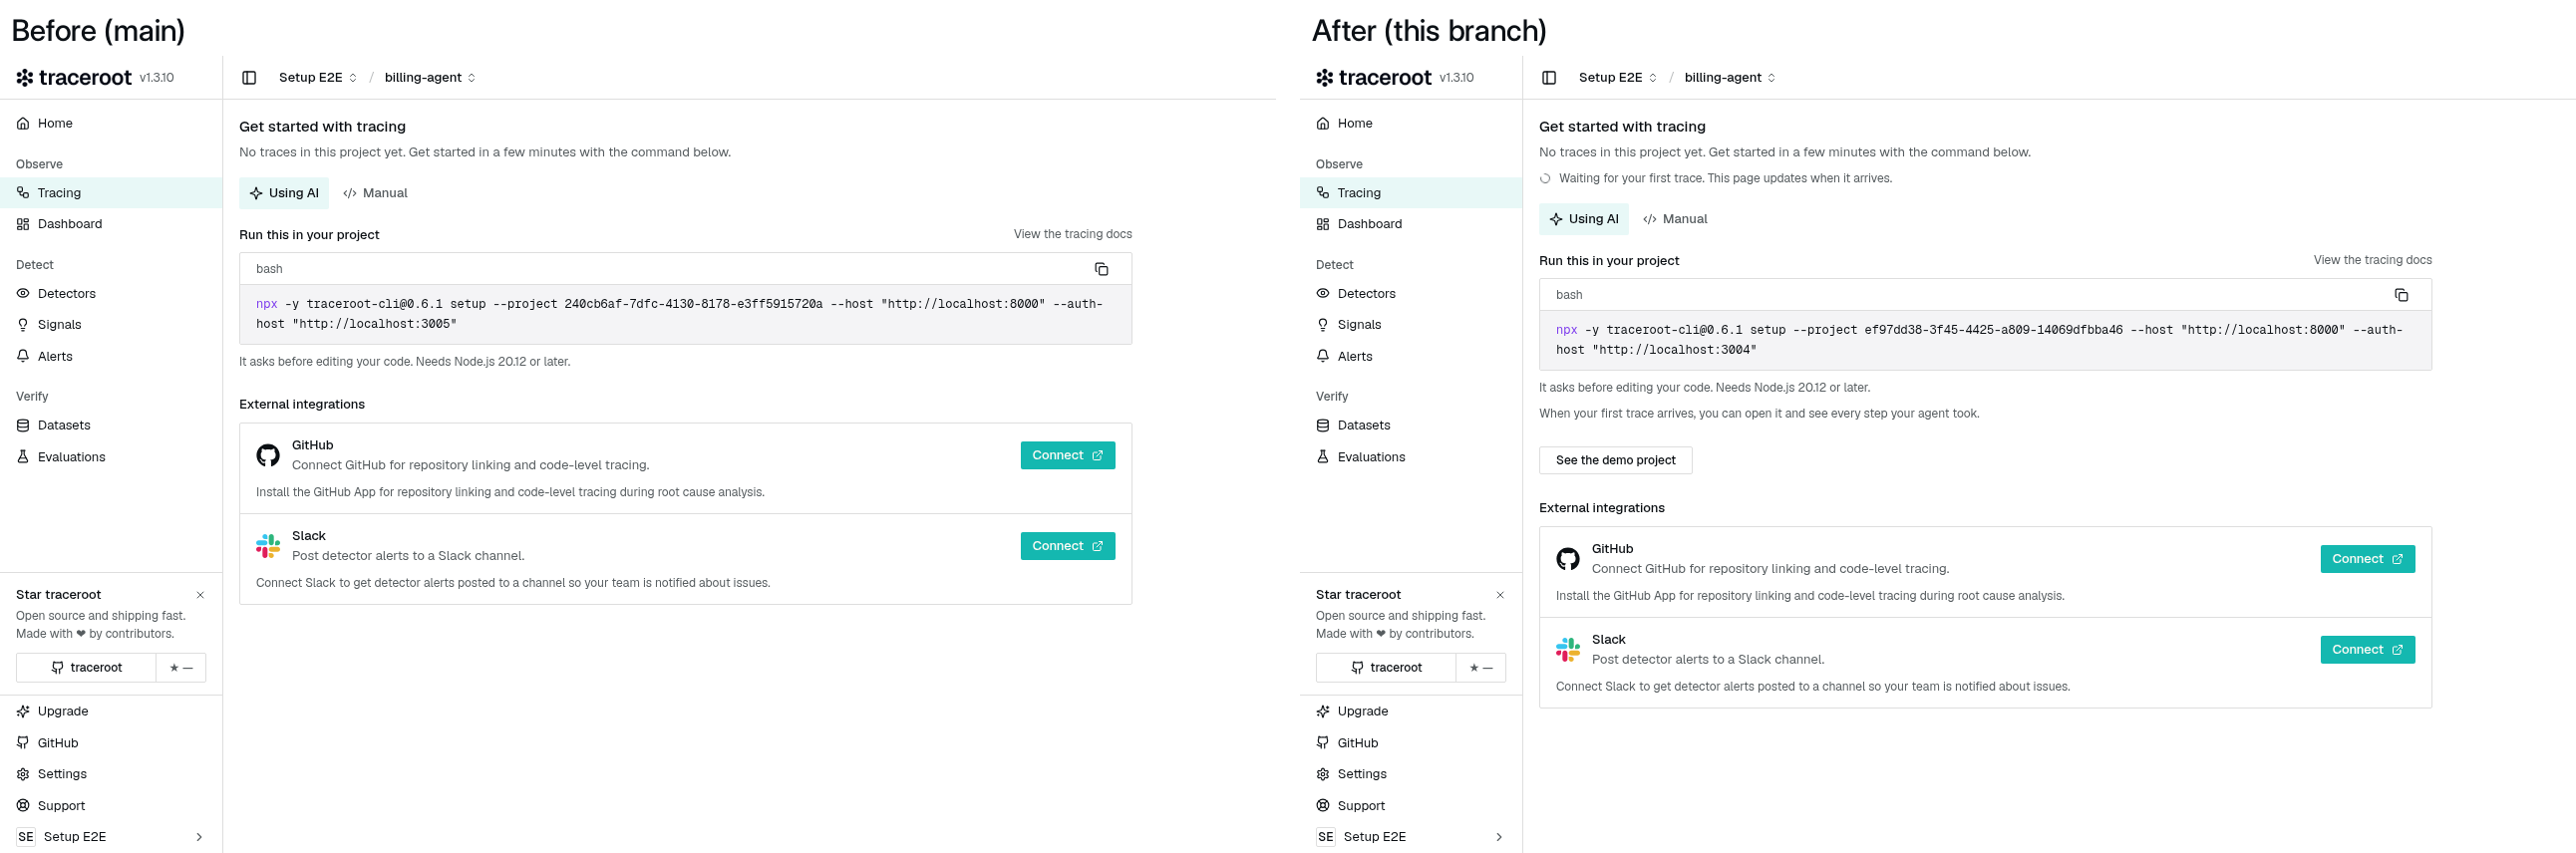 Before (main)
traceroot v1.3.10
Setup E2E / billing-agent
Home
Observe
Tracing
Dashboard
Detect
Detectors
Signals
Alerts
Verify
Datasets
Evaluations
Star traceroot
Open source and shipping fast.
Made with ❤ by contributors.
traceroot ★ —
Upgrade
GitHub
Settings
Support
SE Setup E2E
Get started with tracing
No traces in this project yet. Get started in a few minutes with the command below.
Using AI </> Manual
Run this in your project View the tracing docs
bash
npx -y traceroot-cli@0.6.1 setup --project 240cb6af-7dfc-4130-8178-e3ff5915720a --host "http://localhost:8000" --auth-
host "http://localhost:3005"
It asks before editing your code. Needs Node.js 20.12 or later.
External integrations
GitHub
Connect GitHub for repository linking and code-level tracing.
Connect
Install the GitHub App for repository linking and code-level tracing during root cause analysis.
Slack
Post detector alerts to a Slack channel.
Connect
Connect Slack to get detector alerts posted to a channel so your team is notified about issues.
After (this branch)
traceroot v1.3.10
Setup E2E / billing-agent
Home
Observe
Tracing
Dashboard
Detect
Detectors
Signals
Alerts
Verify
Datasets
Evaluations
Star traceroot
Open source and shipping fast.
Made with ❤ by contributors.
traceroot ★ —
Upgrade
GitHub
Settings
Support
SE Setup E2E
Get started with tracing
No traces in this project yet. Get started in a few minutes with the command below.
Waiting for your first trace. This page updates when it arrives.
Using AI </> Manual
Run this in your project View the tracing docs
bash
npx -y traceroot-cli@0.6.1 setup --project ef97dd38-3f45-4425-a809-14069dfbba46 --host "http://localhost:8000" --auth-
host "http://localhost:3004"
It asks before editing your code. Needs Node.js 20.12 or later.
When your first trace arrives, you can open it and see every step your agent took.
See the demo project
External integrations
GitHub
Connect GitHub for repository linking and code-level tracing.
Connect
Install the GitHub App for repository linking and code-level tracing during root cause analysis.
Slack
Post detector alerts to a Slack channel.
Connect
Connect Slack to get detector alerts posted to a channel so your team is notified about issues.